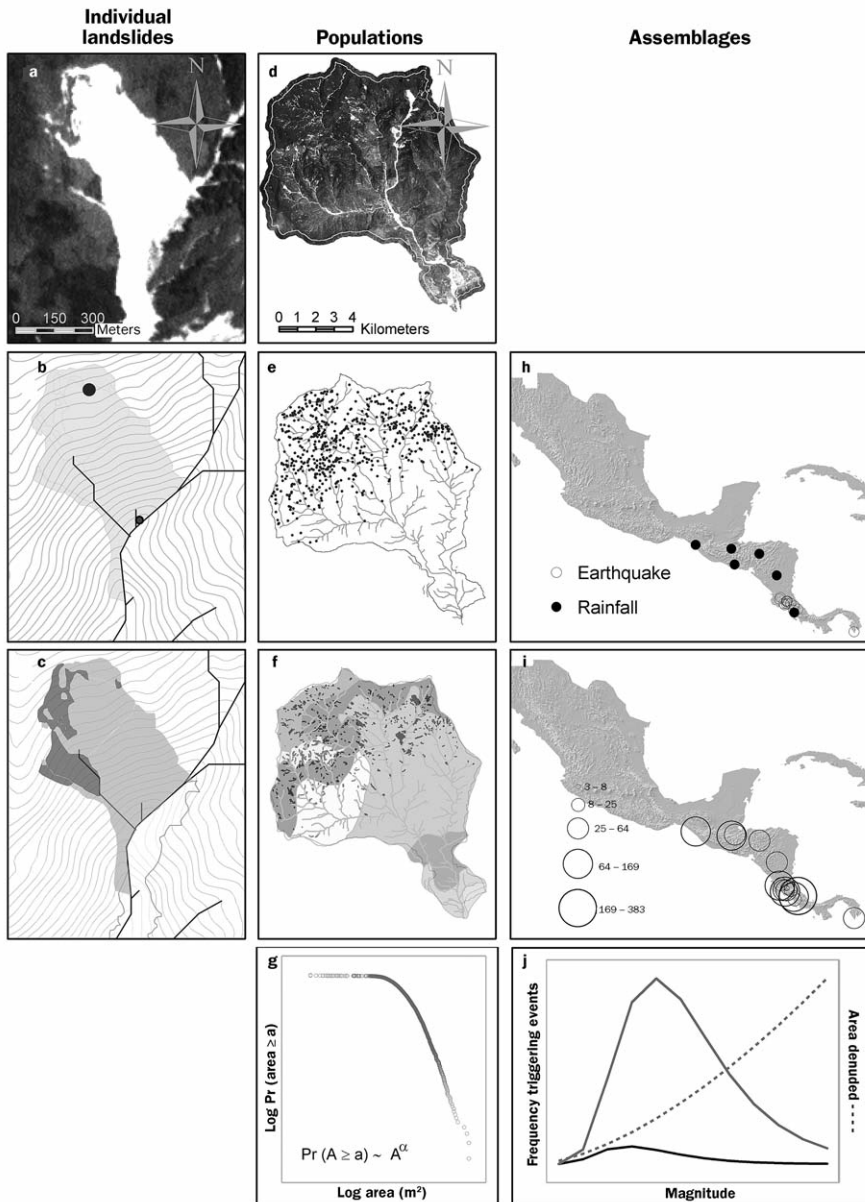 Individual
landslides
Populations
Assemblages
a
N
0 150 300
Meters
d
N
0 1 2 3 4
Kilometers
b
e
h
Earthquake
Rainfall
c
f
i
3 – 8
8 – 25
25 – 64
64 – 169
169 – 383
g
Log Pr (area ≥ a)
Pr (A ≥ a) ~ A^α
Log area (m²)
j
Frequency triggering events
Area denuded ----
Magnitude